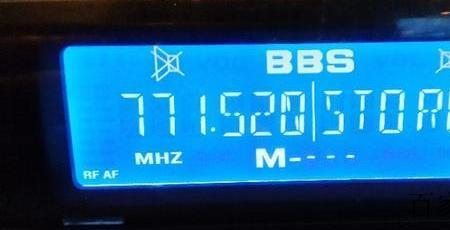 BBS
771.520 STOR
MHZ M----
RF AF